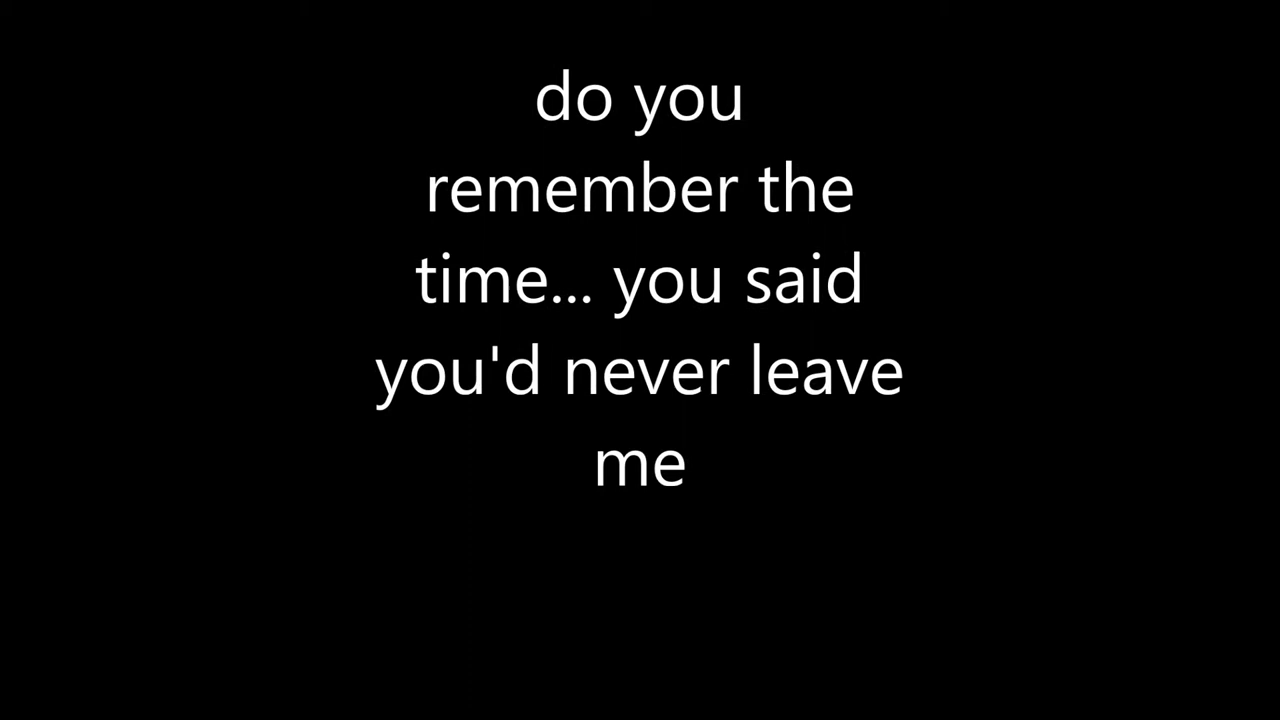 do you
remember the
time... you said
you'd never leave
me